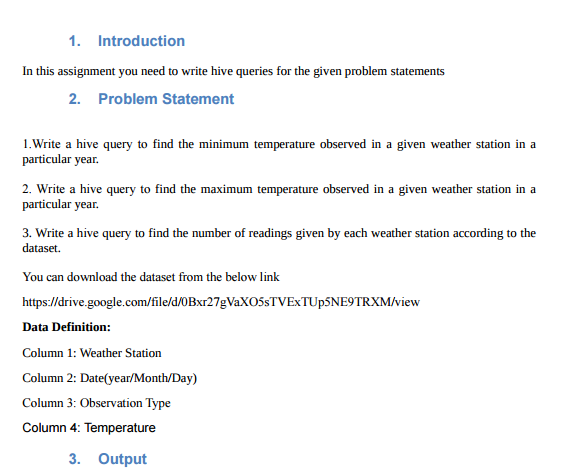 1. Introduction
In this assignment you need to write hive queries for the given problem statements
2. Problem Statement
1.Write a hive query to find the minimum temperature observed in a given weather station in a
particular year.
2. Write a hive query to find the maximum temperature observed in a given weather station in a
particular year.
3. Write a hive query to find the number of readings given by each weather station according to the
dataset.
You can download the dataset from the below link
https://drive.google.com/file/d/0Bxr27gVaXO5sTVExTUp5NE9TRXM/view
Data Definition:
Column 1: Weather Station
Column 2: Date(year/Month/Day)
Column 3: Observation Type
Column 4: Temperature
3. Output